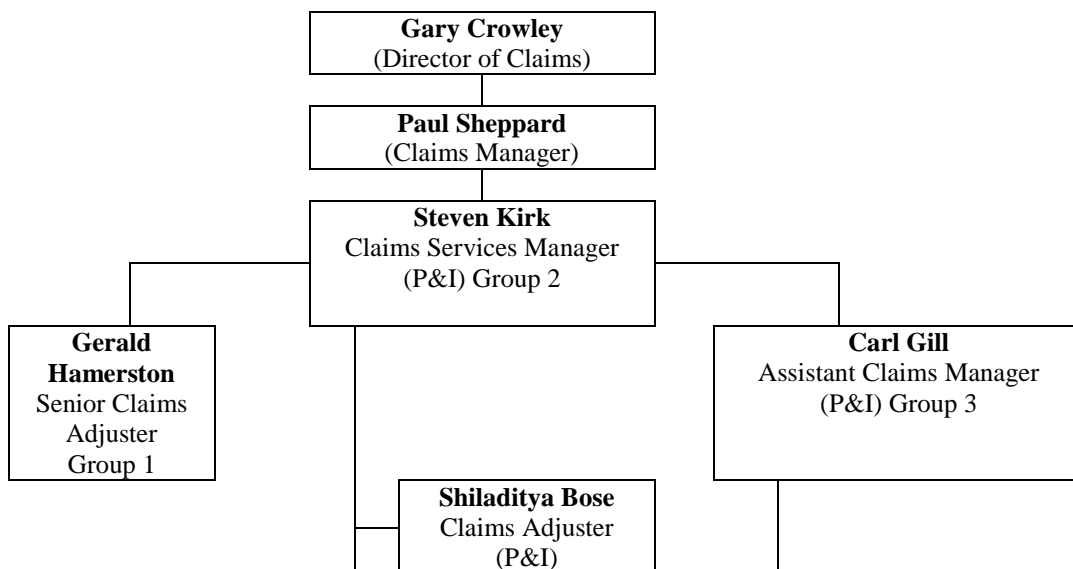 Gary Crowley
(Director of Claims)
Paul Sheppard
(Claims Manager)
Steven Kirk
Claims Services Manager
(P&I) Group 2
Gerald
Hamerston
Senior Claims
Adjuster
Group 1
Carl Gill
Assistant Claims Manager
(P&I) Group 3
Shiladitya Bose
Claims Adjuster
(P&I)